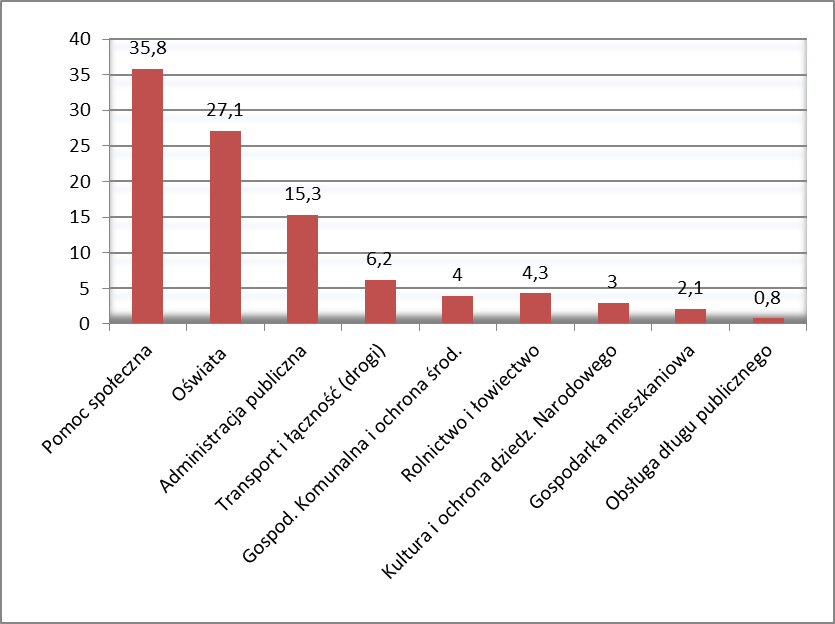 40
35
30
25
20
15
10
5
0
35,8
27,1
15,3
6,2
4
4,3
3
2,1
0,8
Pomoc społeczna
Oświata
Administracja publiczna
Transport i łączność (drogi)
Gospod. Komunalna i ochrona środ.
Rolnictwo i łowiectwo
Kultura i ochrona dziedz. Narodowego
Gospodarka mieszkaniowa
Obsługa długu publicznego